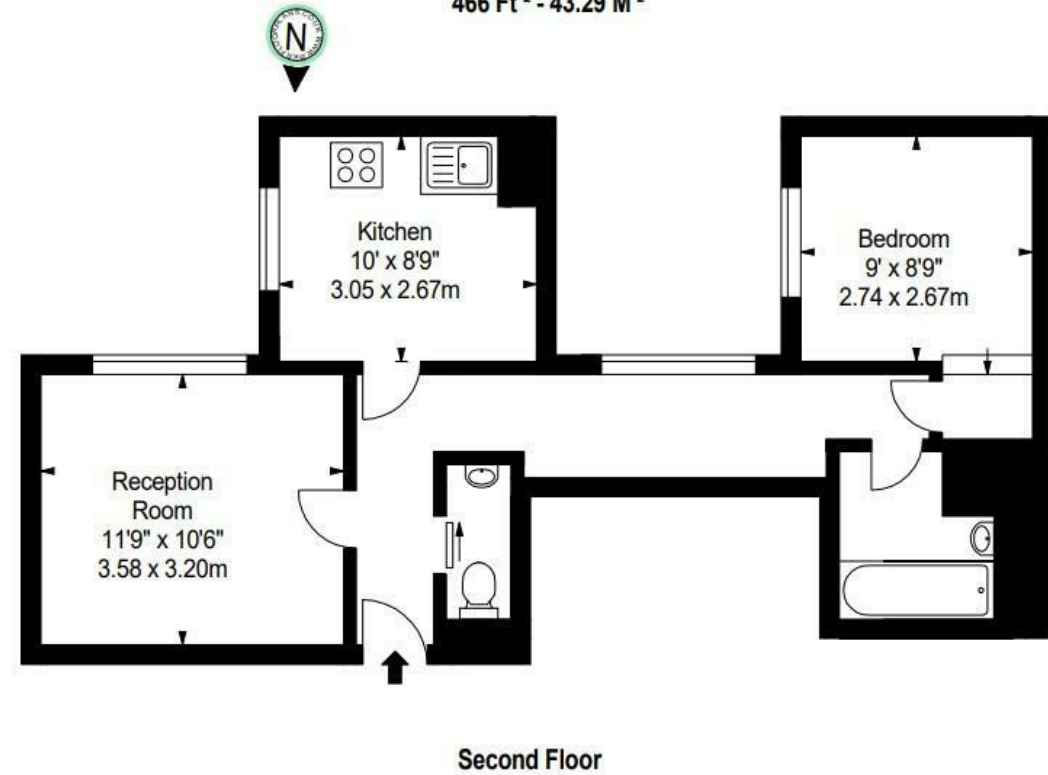 466 Ft² - 43.29 M²
N
Kitchen
10' x 8'9"
3.05 x 2.67m
Bedroom
9' x 8'9"
2.74 x 2.67m
Reception
Room
11'9" x 10'6"
3.58 x 3.20m
Second Floor